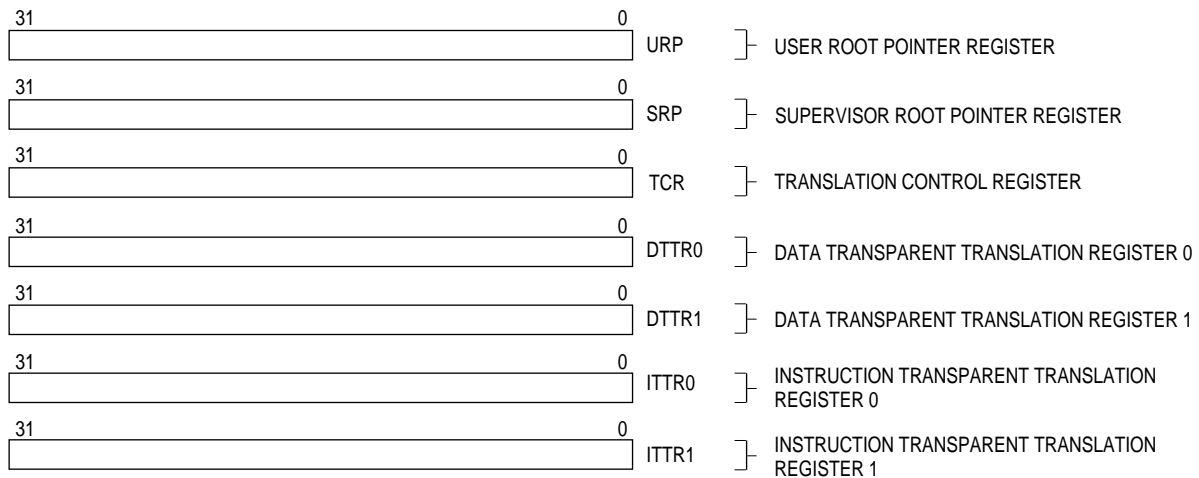 31 0
URP USER ROOT POINTER REGISTER
31 0
SRP SUPERVISOR ROOT POINTER REGISTER
31 0
TCR TRANSLATION CONTROL REGISTER
31 0
DTTR0 DATA TRANSPARENT TRANSLATION REGISTER 0
31 0
DTTR1 DATA TRANSPARENT TRANSLATION REGISTER 1
31 0
ITTR0 INSTRUCTION TRANSPARENT TRANSLATION
REGISTER 0
31 0
ITTR1 INSTRUCTION TRANSPARENT TRANSLATION
REGISTER 1